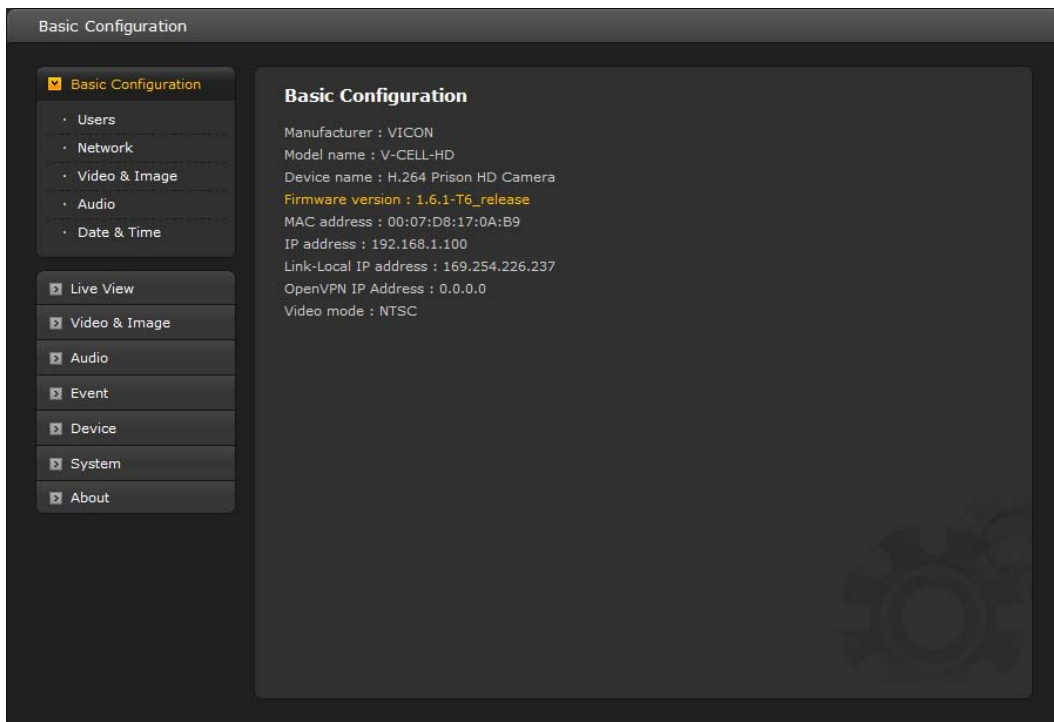 Basic Configuration
Basic Configuration
Users
Network
Video & Image
Audio
Date & Time
Live View
Video & Image
Audio
Event
Device
System
About
Basic Configuration
Manufacturer : VICON
Model name : V-CELL-HD
Device name : H.264 Prison HD Camera
Firmware version : 1.6.1-T6_release
MAC address : 00:07:D8:17:0A:B9
IP address : 192.168.1.100
Link-Local IP address : 169.254.226.237
OpenVPN IP Address : 0.0.0.0
Video mode : NTSC